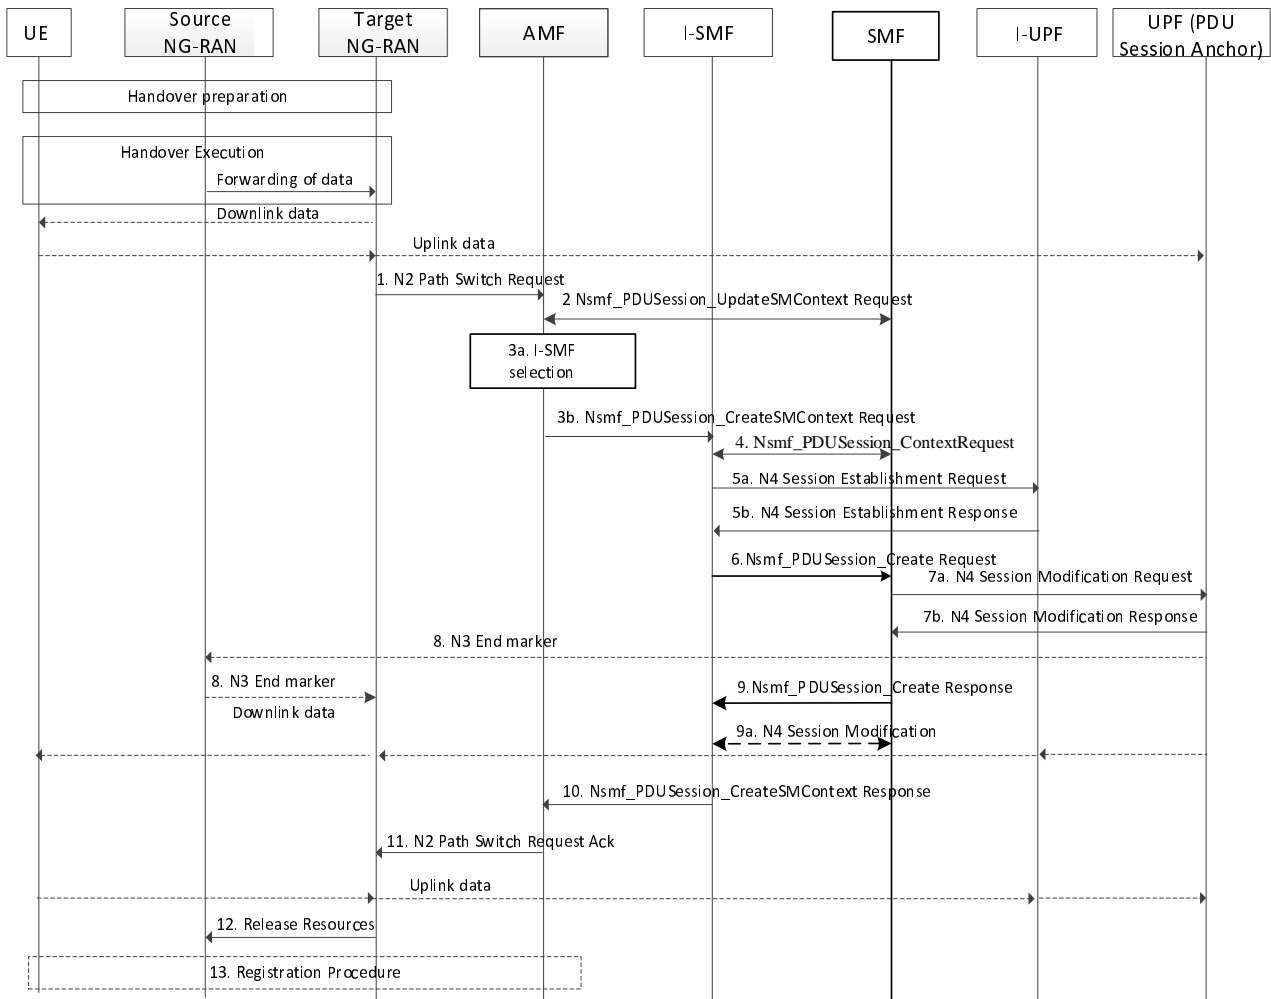 UE
Source
NG-RAN
Target
NG-RAN
AMF
I-SMF
SMF
I-UPF
UPF (PDU
Session Anchor)
Handover preparation
Handover Execution
Forwarding of data
Downlink data
Uplink data
1. N2 Path Switch Request
2 Nsmf_PDUSession_UpdateSMContext Request
3a. I-SMF
selection
3b. Nsmf_PDUSession_CreateSMContext Request
4. Nsmf_PDUSession_ContextRequest
5a. N4 Session Establishment Request
5b. N4 Session Establishment Response
6.Nsmf_PDUSession_Create Request
7a. N4 Session Modification Request
7b. N4 Session Modification Response
8. N3 End marker
8. N3 End marker
9.Nsmf_PDUSession_Create Response
Downlink data
9a. N4 Session Modification
10. Nsmf_PDUSession_CreateSMContext Response
11. N2 Path Switch Request Ack
Uplink data
12. Release Resources
13. Registration Procedure